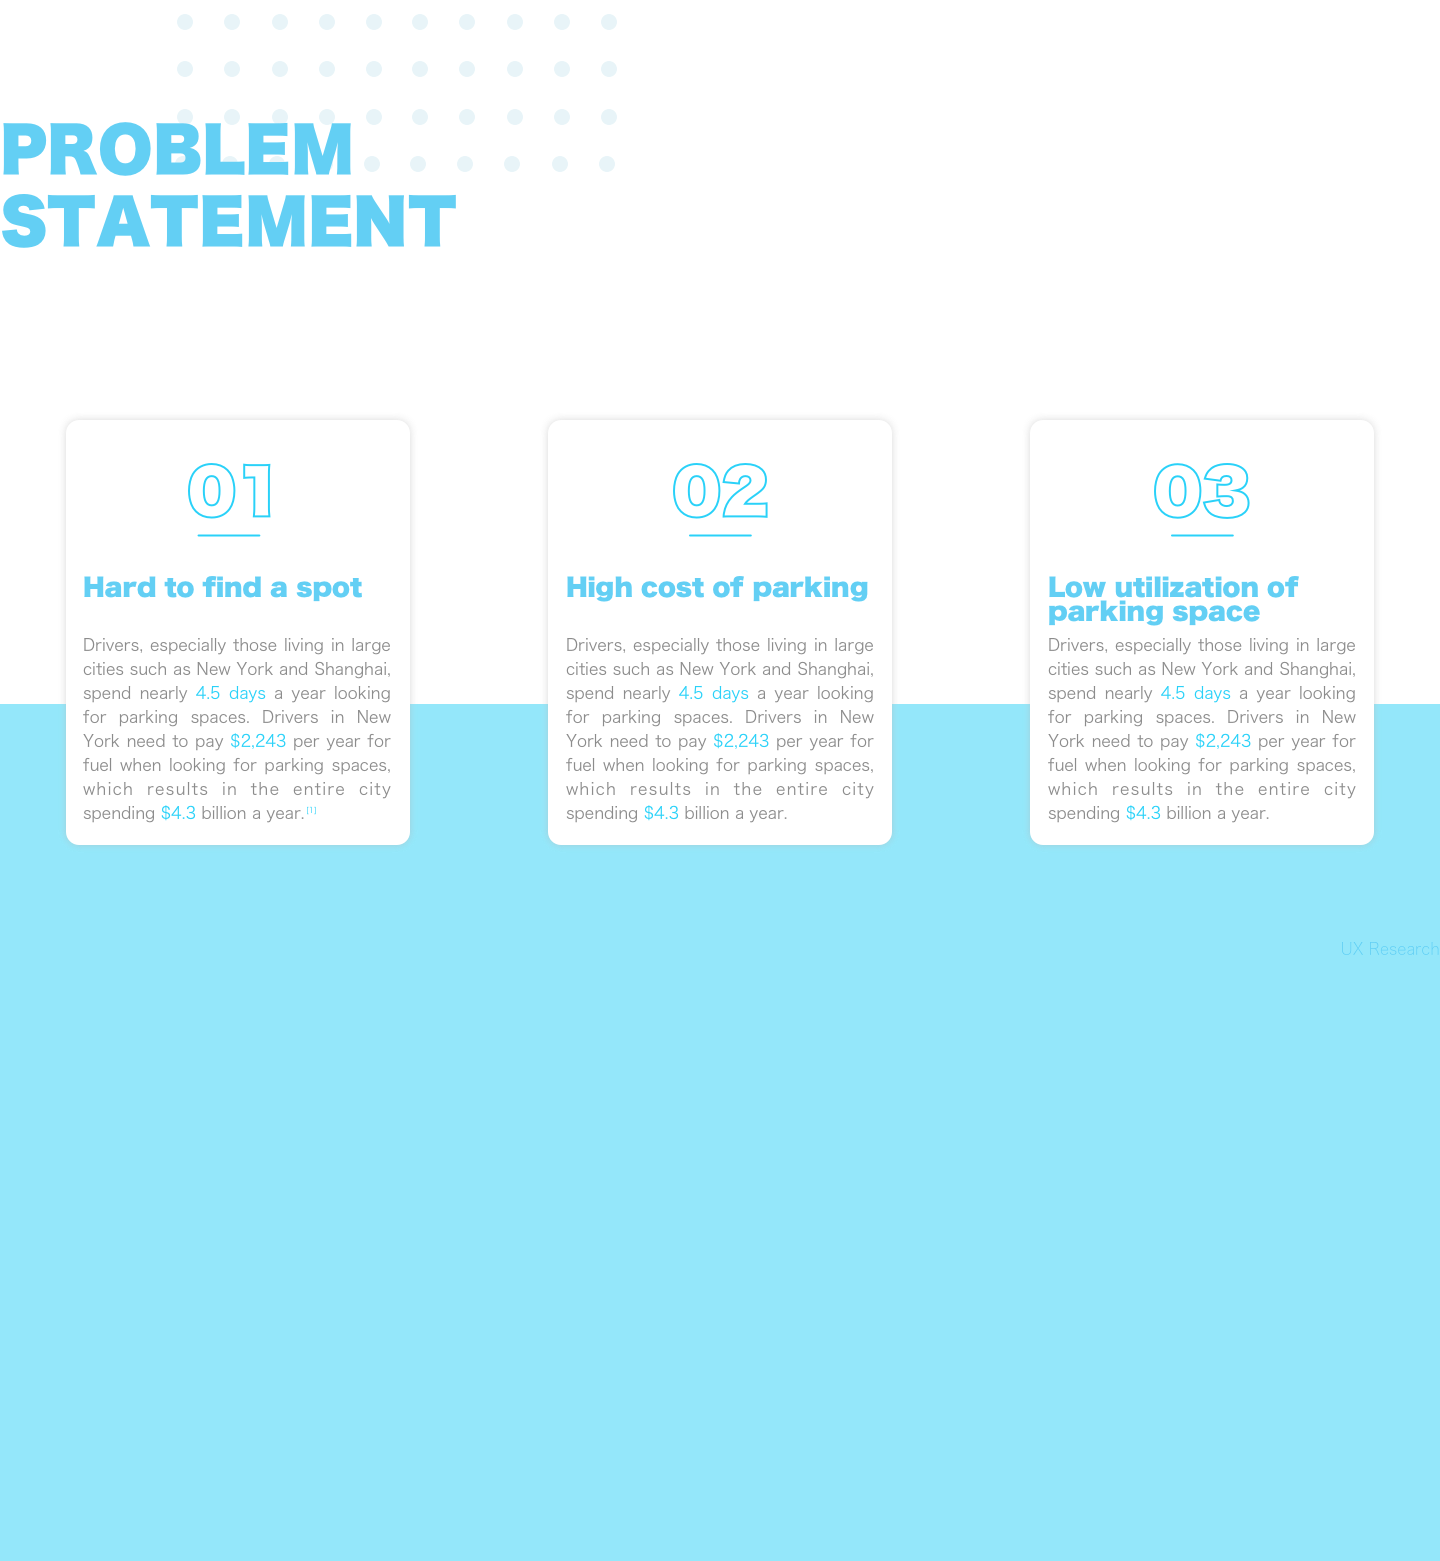 PROBLEM
STATEMENT
01
Hard to find a spot
Drivers, especially those living in large
cities such as New York and Shanghai,
spend nearly 4.5 days a year looking
for parking spaces. Drivers in New
York need to pay $2,243 per year for
fuel when looking for parking spaces,
which results in the entire city
spending $4.3 billion a year. [1]
02
High cost of parking
Drivers, especially those living in large
cities such as New York and Shanghai,
spend nearly 4.5 days a year looking
for parking spaces. Drivers in New
York need to pay $2,243 per year for
fuel when looking for parking spaces,
which results in the entire city
spending $4.3 billion a year.
03
Low utilization of
parking space
Drivers, especially those living in large
cities such as New York and Shanghai,
spend nearly 4.5 days a year looking
for parking spaces. Drivers in New
York need to pay $2,243 per year for
fuel when looking for parking spaces,
which results in the entire city
spending $4.3 billion a year.
UX Research